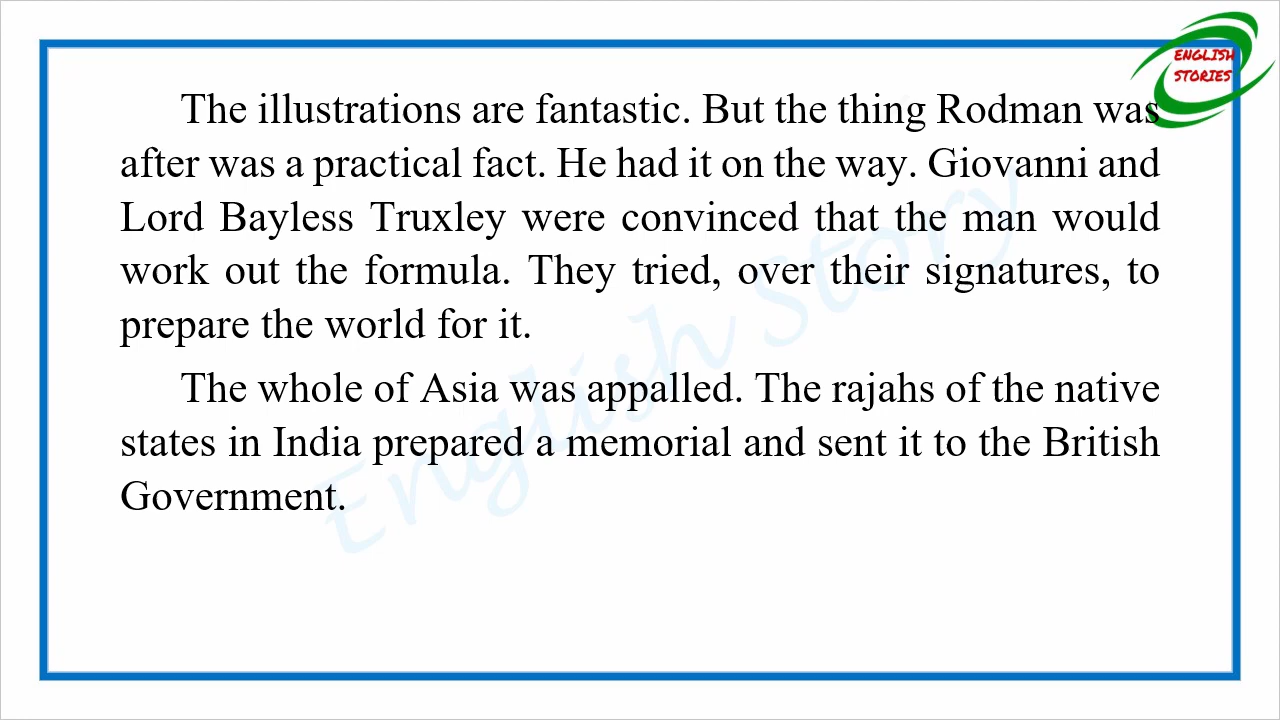 ENGLISH
STORIES
The illustrations are fantastic. But the thing Rodman was
after was a practical fact. He had it on the way. Giovanni and
Lord Bayless Truxley were convinced that the man would
work out the formula. They tried, over their signatures, to
prepare the world for it.
The whole of Asia was appalled. The rajahs of the native
states in India prepared a memorial and sent it to the British
Government.
English Story